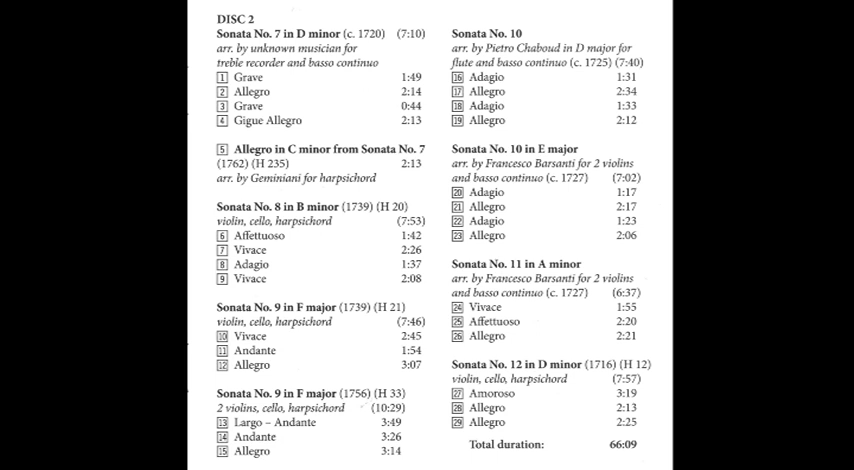 DISC 2
Sonata No. 7 in D minor (c. 1720) (7:10)
arr. by unknown musician for
treble recorder and basso continuo
1 Grave 1:49
2 Allegro 2:14
3 Grave 0:44
4 Gigue Allegro 2:13
5 Allegro in C minor from Sonata No. 7
(1762) (H 235) 2:13
arr. by Geminiani for harpsichord
Sonata No. 8 in B minor (1739) (H 20)
violin, cello, harpsichord (7:53)
6 Affettuoso 1:42
7 Vivace 2:26
8 Adagio 1:37
9 Vivace 2:08
Sonata No. 9 in F major (1739) (H 21)
violin, cello, harpsichord (7:46)
10 Vivace 2:45
11 Andante 1:54
12 Allegro 3:07
Sonata No. 9 in F major (1756) (H 33)
2 violins, cello, harpsichord (10:29)
13 Largo – Andante 3:49
14 Andante 3:26
15 Allegro 3:14
Sonata No. 10
arr. by Pietro Chaboud in D major for
flute and basso continuo (c. 1725) (7:40)
16 Adagio 1:31
17 Allegro 2:34
18 Adagio 1:33
19 Allegro 2:12
Sonata No. 10 in E major
arr. by Francesco Barsanti for 2 violins
and basso continuo (c. 1727) (7:02)
20 Adagio 1:17
21 Allegro 2:17
22 Adagio 1:23
23 Allegro 2:06
Sonata No. 11 in A minor
arr. by Francesco Barsanti for 2 violins
and basso continuo (c. 1727) (6:37)
24 Vivace 1:55
25 Affettuoso 2:20
26 Allegro 2:21
Sonata No. 12 in D minor (1716) (H 12)
violin, cello, harpsichord (7:57)
27 Amoroso 3:19
28 Allegro 2:13
29 Allegro 2:25
Total duration: 66:09